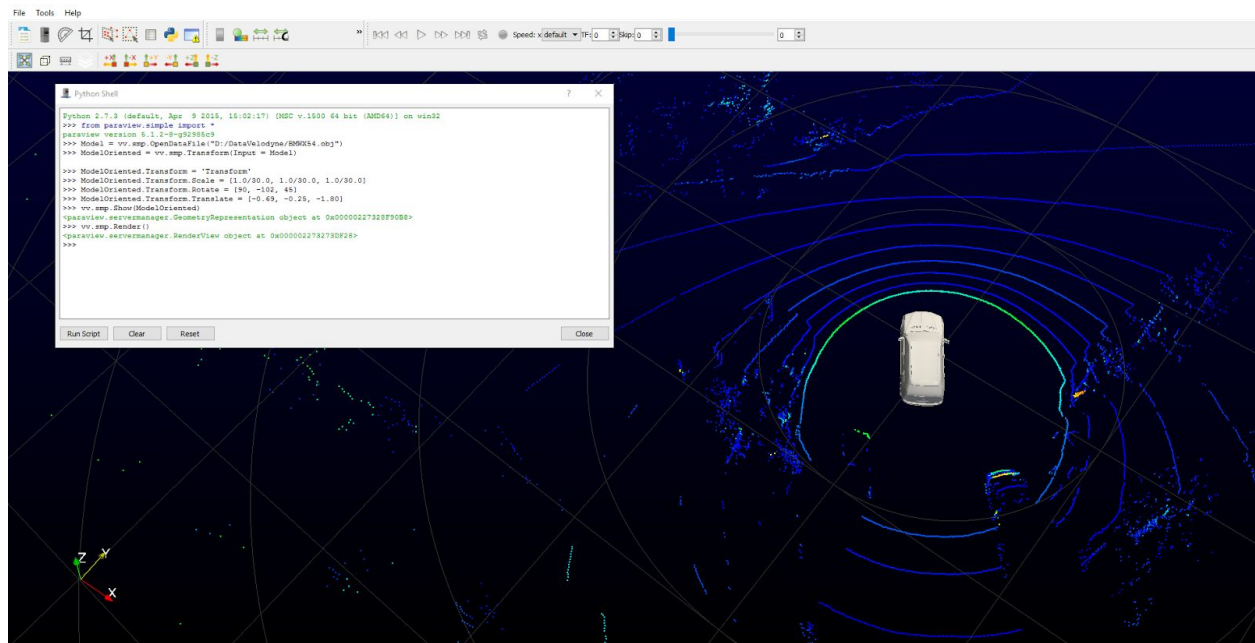 File Tools Help
» Speed: x default TF: 0 Skip: 0 0
+X -X +Y -Y +Z -Z
Python Shell ? ×
Python 2.7.3 (default, Apr  9 2015, 15:02:17) [MSC v.1500 64 bit (AMD64)] on win32
>>> from paraview.simple import *
paraview version 5.1.2-8-g92985c9
>>> Model = vv.smp.OpenDataFile("D:/DataVelodyne/BMWX54.obj")
>>> ModelOriented = vv.smp.Transform(Input = Model)
>>> ModelOriented.Transform = 'Transform'
>>> ModelOriented.Transform.Scale = [1.0/30.0, 1.0/30.0, 1.0/30.0]
>>> ModelOriented.Transform.Rotate = [90, -102, 45]
>>> ModelOriented.Transform.Translate = [-0.69, -0.25, -1.80]
>>> vv.smp.Show(ModelOriented)
<paraview.servermanager.GeometryRepresentation object at 0x00000227328F90B8>
>>> vv.smp.Render()
<paraview.servermanager.RenderView object at 0x000002273273DF28>
>>>
Run Script Clear Reset Close
Z Y
X